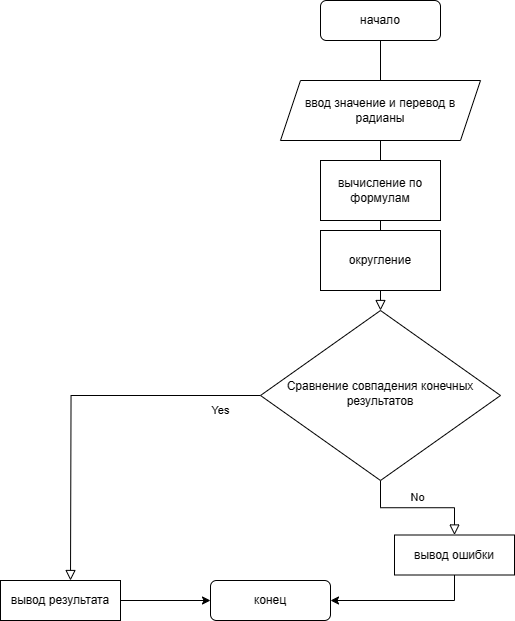 начало
ввод значение и перевод в
радианы
вычисление по
формулам
округление
Сравнение совпадения конечных
результатов
Yes
No
вывод ошибки
вывод результата
конец